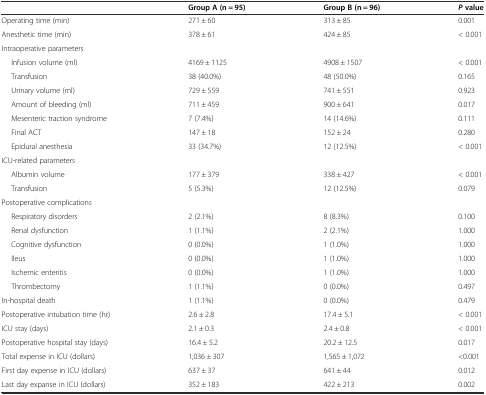 Group A (n = 95) Group B (n = 96) P value
Operating time (min) 271 ± 60 313 ± 85 0.001
Anesthetic time (min) 378 ± 61 424 ± 85 < 0.001
Intraoperative parameters
Infusion volume (ml) 4169 ± 1125 4908 ± 1507 < 0.001
Transfusion 38 (40.0%) 48 (50.0%) 0.165
Urinary volume (ml) 729 ± 559 741 ± 551 0.923
Amount of bleeding (ml) 711 ± 459 900 ± 641 0.017
Mesenteric traction syndrome 7 (7.4%) 14 (14.6%) 0.111
Final ACT 147 ± 18 152 ± 24 0.280
Epidural anesthesia 33 (34.7%) 12 (12.5%) < 0.001
ICU-related parameters
Albumin volume 177 ± 379 338 ± 427 < 0.001
Transfusion 5 (5.3%) 12 (12.5%) 0.079
Postoperative complications
Respiratory disorders 2 (2.1%) 8 (8.3%) 0.100
Renal dysfunction 1 (1.1%) 2 (2.1%) 1.000
Cognitive dysfunction 0 (0.0%) 1 (1.0%) 1.000
Ileus 0 (0.0%) 1 (1.0%) 1.000
Ischemic enteritis 0 (0.0%) 1 (1.0%) 1.000
Thrombectomy 1 (1.1%) 0 (0.0%) 0.497
In-hospital death 1 (1.1%) 0 (0.0%) 0.479
Postoperative intubation time (hr) 2.6 ± 2.8 17.4 ± 5.1 < 0.001
ICU stay (days) 2.1 ± 0.3 2.4 ± 0.8 < 0.001
Postoperative hospital stay (days) 16.4 ± 5.2 20.2 ± 12.5 0.017
Total expense in ICU (dollars) 1,036 ± 307 1,565 ± 1,072 <0.001
First day expense in ICU (dollars) 637 ± 37 641 ± 44 0.012
Last day expanse in ICU (dollars) 352 ± 183 422 ± 213 0.002